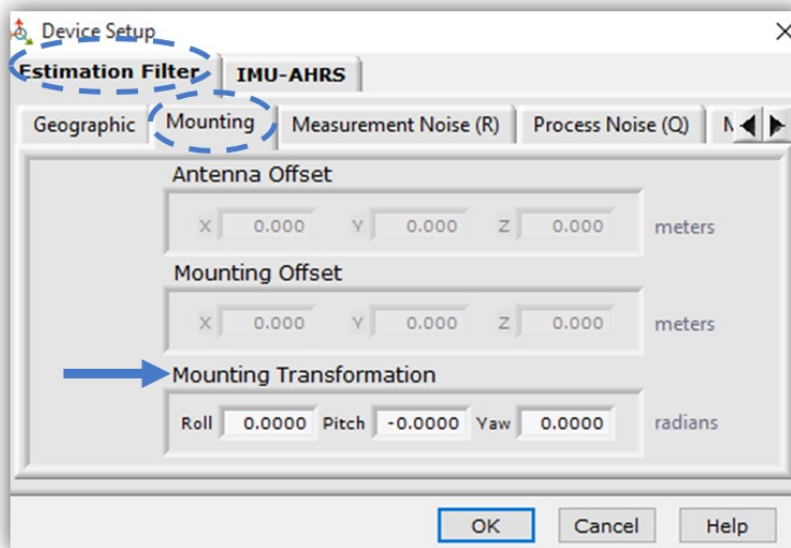 Device Setup
Estimation Filter IMU-AHRS
Geographic Mounting Measurement Noise (R) Process Noise (Q)
Antenna Offset
X 0.000 Y 0.000 Z 0.000 meters
Mounting Offset
X 0.000 Y 0.000 Z 0.000 meters
Mounting Transformation
Roll 0.0000 Pitch -0.0000 Yaw 0.0000 radians
OK Cancel Help